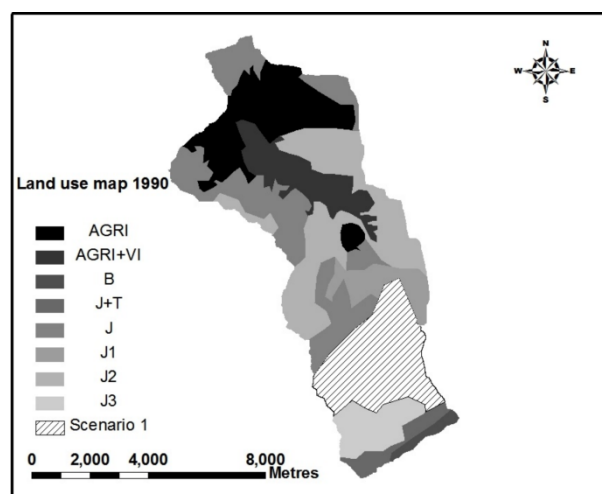 N
W E
S
Land use map 1990
AGRI
AGRI+VI
B
J+T
J
J1
J2
J3
Scenario 1
0 2,000 4,000 8,000
Metres